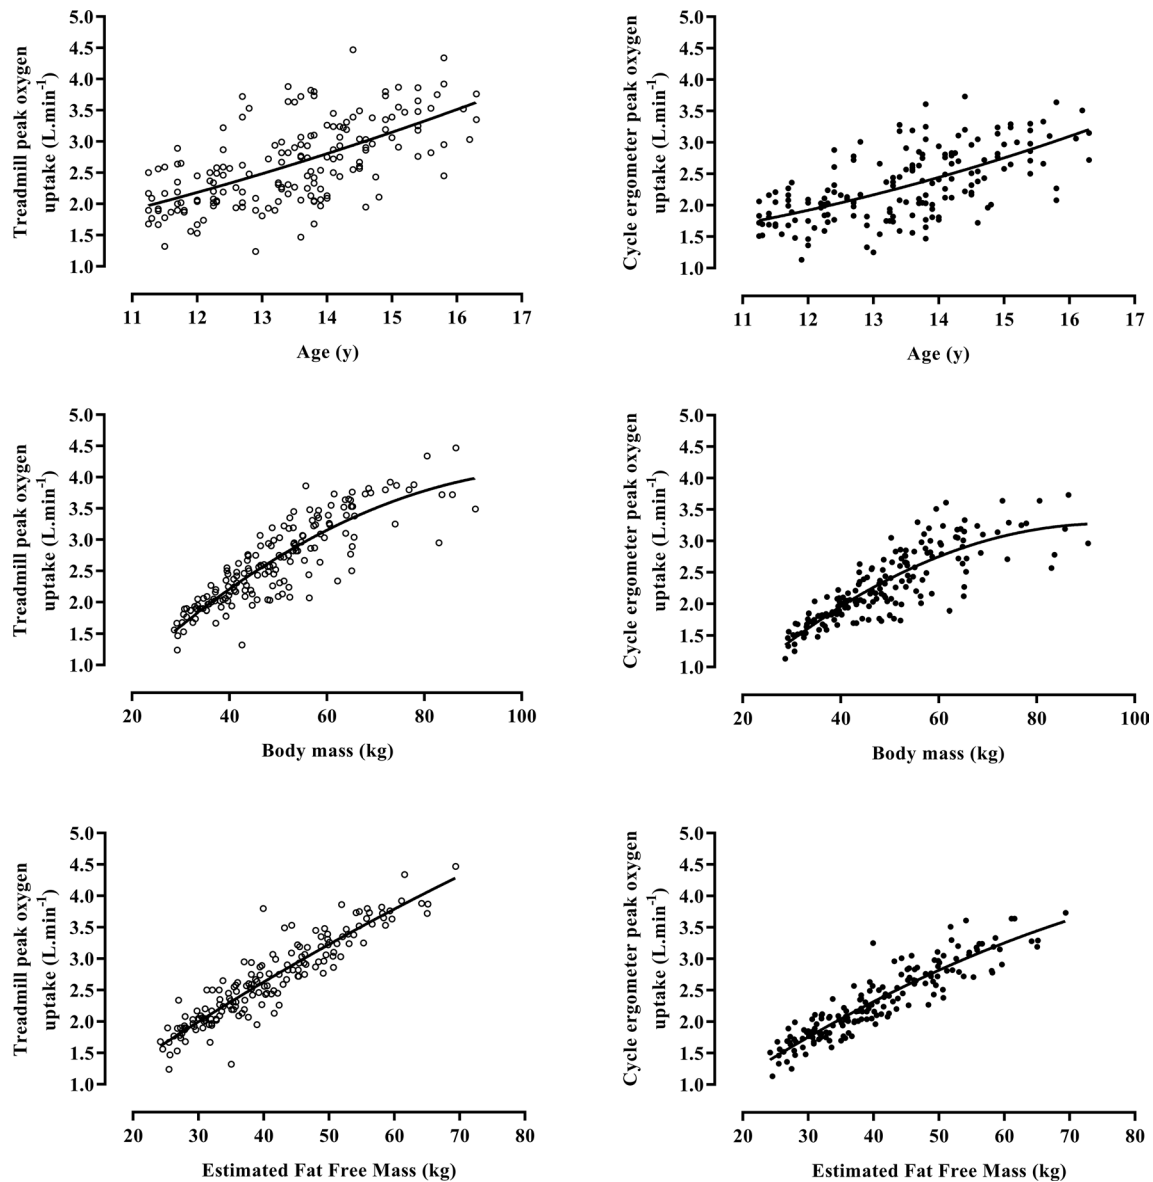 Treadmill peak oxygen
uptake (L.min-1)
5.0
4.5
4.0
3.5
3.0
2.5
2.0
1.5
1.0
11 12 13 14 15 16 17
Age (y)
Cycle ergometer peak oxygen
uptake (L.min-1)
5.0
4.5
4.0
3.5
3.0
2.5
2.0
1.5
1.0
11 12 13 14 15 16 17
Age (y)
Treadmill peak oxygen
uptake (L.min-1)
5.0
4.5
4.0
3.5
3.0
2.5
2.0
1.5
1.0
20 40 60 80 100
Body mass (kg)
Cycle ergometer peak oxygen
uptake (L.min-1)
5.0
4.5
4.0
3.5
3.0
2.5
2.0
1.5
1.0
20 40 60 80 100
Body mass (kg)
Treadmill peak oxygen
uptake (L.min-1)
5.0
4.5
4.0
3.5
3.0
2.5
2.0
1.5
1.0
20 30 40 50 60 70 80
Estimated Fat Free Mass (kg)
Cycle ergometer peak oxygen
uptake (L.min-1)
5.0
4.5
4.0
3.5
3.0
2.5
2.0
1.5
1.0
20 30 40 50 60 70 80
Estimated Fat Free Mass (kg)